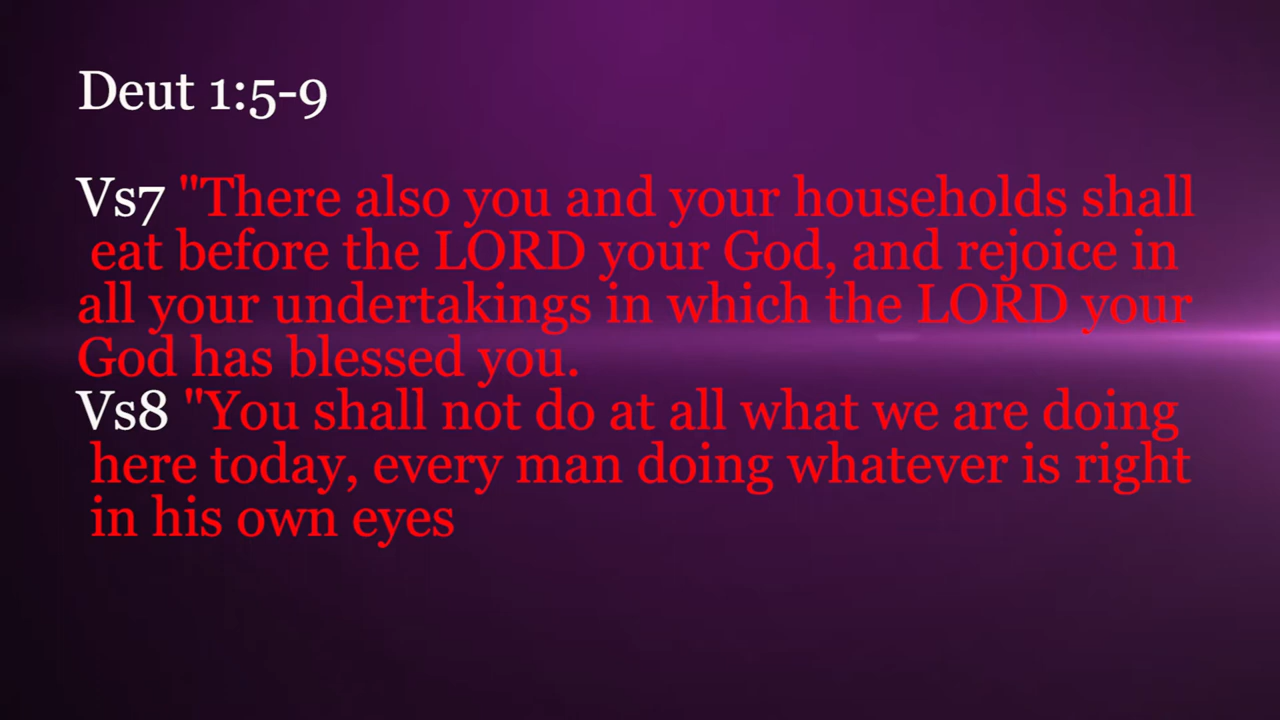 Deut 1:5-9
Vs7 "There also you and your households shall
eat before the LORD your God, and rejoice in
all your undertakings in which the LORD your
God has blessed you.
Vs8 "You shall not do at all what we are doing
here today, every man doing whatever is right
in his own eyes